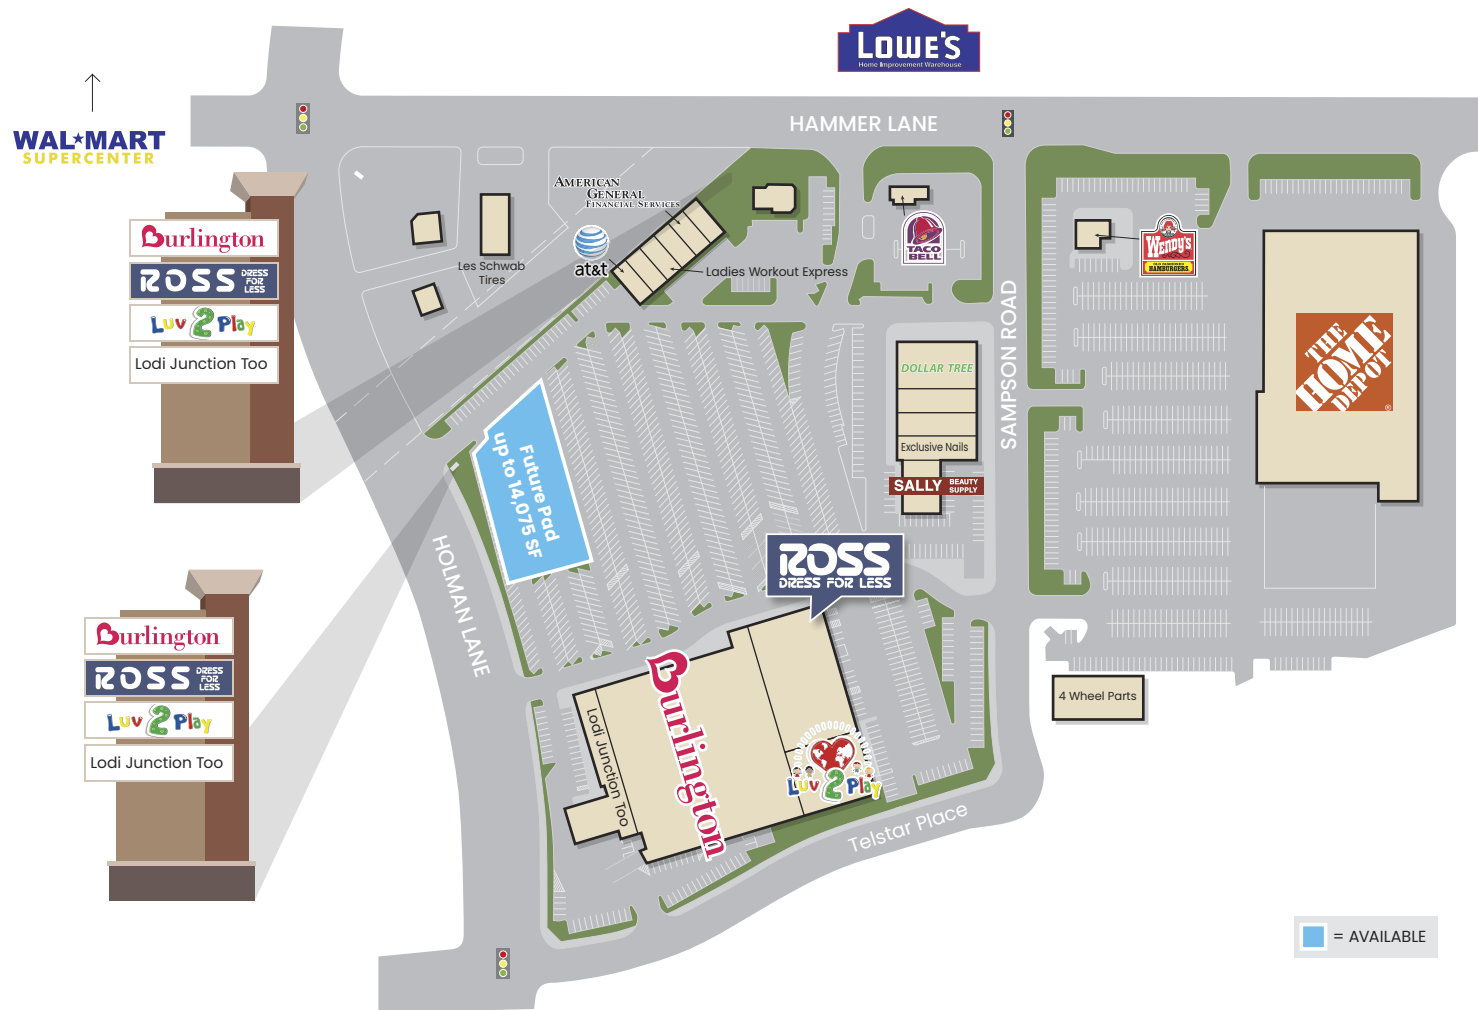 LOWE'S
Home Improvement Warehouse
WAL★MART
SUPERCENTER
HAMMER LANE
Burlington
ROSS
DRESS
FOR
LESS
Luv 2 Play
Lodi Junction Too
AMERICAN
GENERAL
FINANCIAL SERVICES
at&t
Les Schwab
Tires
Ladies Workout Express
TACO
BELL
WENDY'S
OLD FASHIONED
HAMBURGERS
SAMPSON ROAD
THE
HOME
DEPOT
®
DOLLAR TREE
Exclusive Nails
SALLY BEAUTY
SUPPLY
Future Pad
up to 14,075 SF
HOLMAN LANE
ROSS
DRESS FOR LESS
Burlington
ROSS
DRESS
FOR
LESS
Luv 2 Play
Lodi Junction Too
Lodi Junction Too
Burlington
Luv 2 Play
4 Wheel Parts
Telstar Place
= AVAILABLE